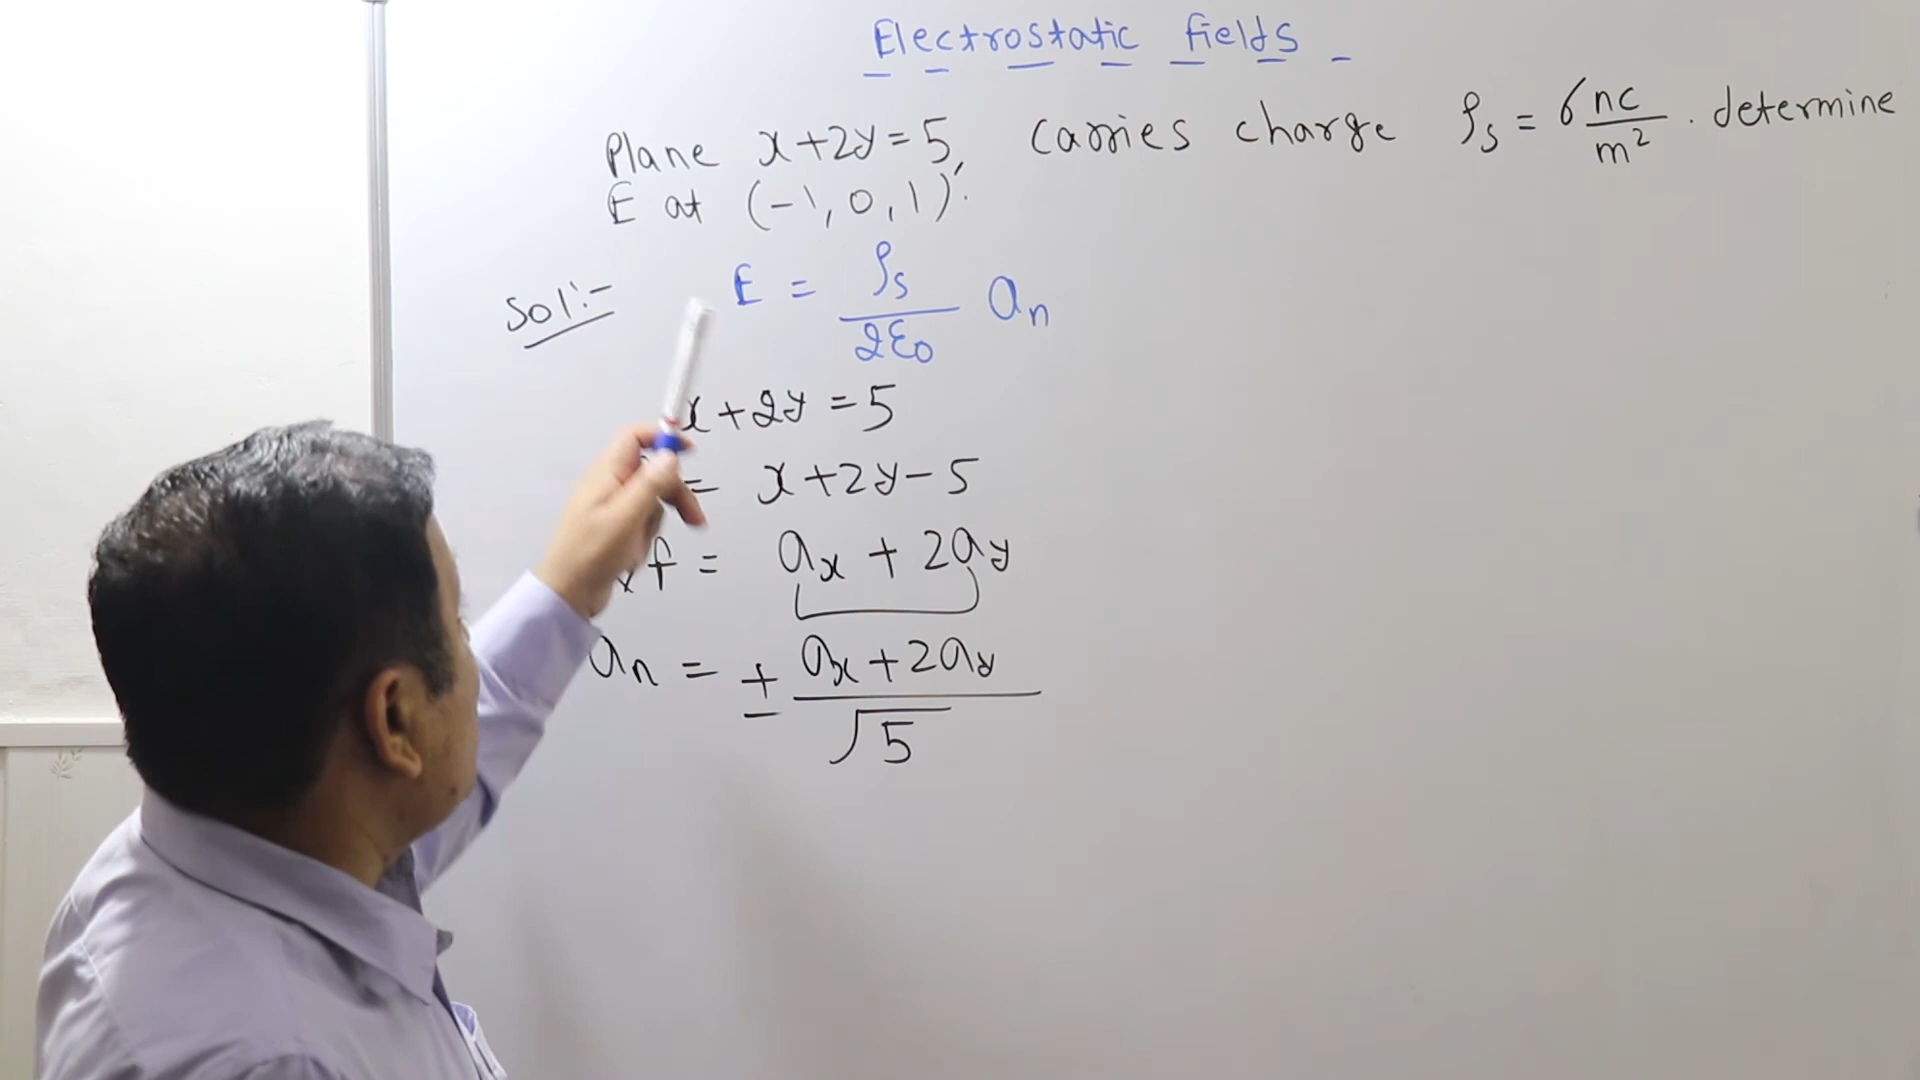 Electrostatic fields
Plane x+2y=5, carries charge ρs = 6 nc/m². determine
E at (-1, 0, 1).
Sol:- E = ρs/2ε0 an
x+2y=5
= x+2y-5
f = ax + 2ay
an = ± ax+2ay/√5